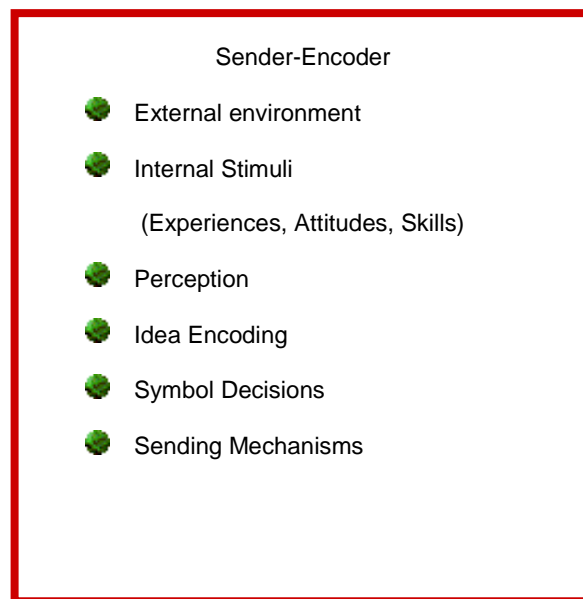 Sender-Encoder
External environment
Internal Stimuli
(Experiences, Attitudes, Skills)
Perception
Idea Encoding
Symbol Decisions
Sending Mechanisms